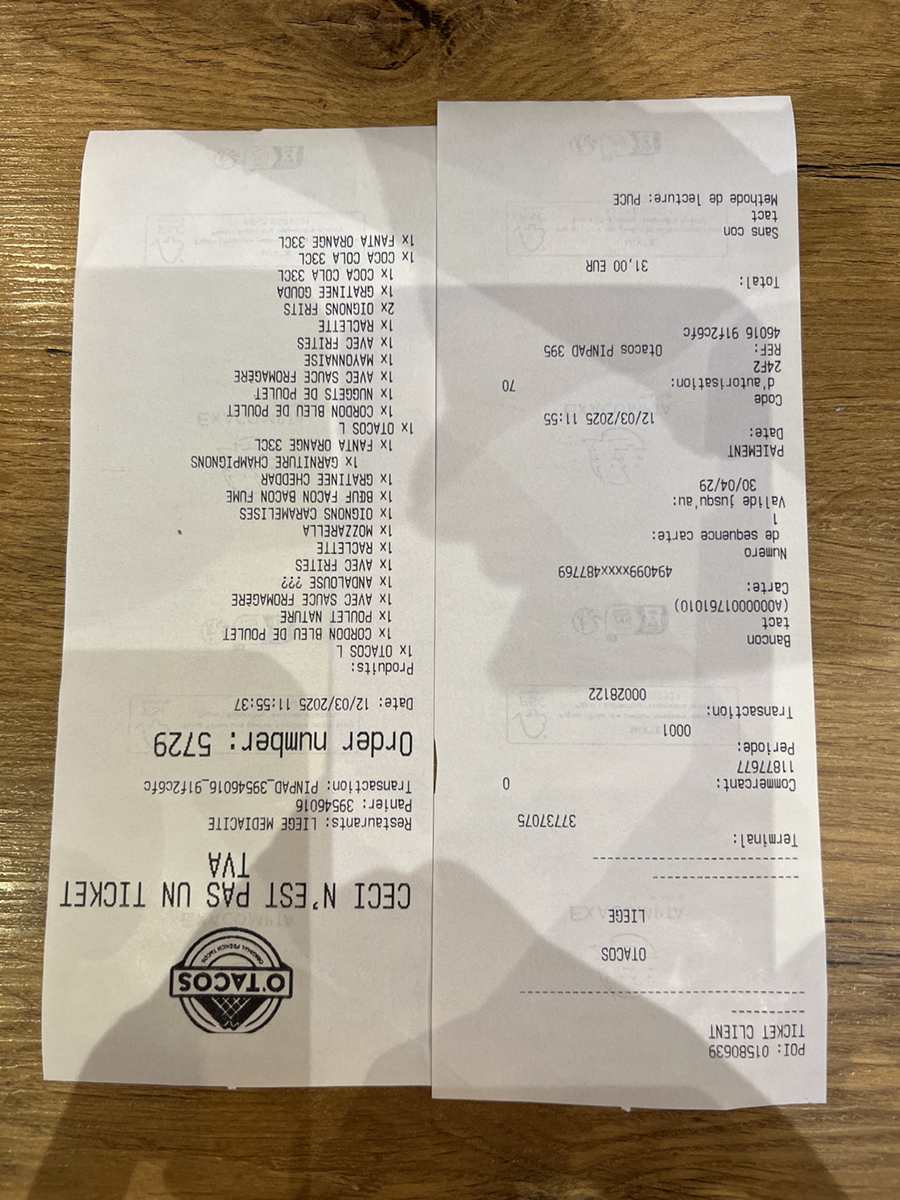 O'TACOS
ORIGINAL FRENCH TACOS
CECI N'EST PAS UN TICKET
TVA
Restaurants: LIEGE MEDIACITE
Panier: 39546016
Transaction: PINPAD_39546016_91f2c6fc
Order number: 5729
Date: 12/03/2025 11:55:37
Produits:
1x OTACOS L
1x CORDON BLEU DE POULET
1x POULET NATURE
1x AVEC SAUCE FROMAGÈRE
1x ANDALOUSE ???
1x AVEC FRITES
1x RACLETTE
1x MOZZARELLA
1x OIGNONS CARAMELISES
1x BŒUF FACON BACON FUME
1x GRATINEE CHEDDAR
1x GARNITURE CHAMPIGNONS
1x FANTA ORANGE 33CL
1x OTACOS L
1x CORDON BLEU DE POULET
1x NUGGETS DE POULET
1x AVEC SAUCE FROMAGÈRE
1x MAYONNAISE
1x AVEC FRITES
1x RACLETTE
2x OIGNONS FRITS
1x GRATINEE GOUDA
1x COCA COLA 33CL
1x COCA COLA 33CL
1x FANTA ORANGE 33CL
POI: 01580639
TICKET CLIENT
---------
--------------------------------
OTACOS
LIEGE
----------------
-----------------------
Terminal:
37737075
Commercant: 0
11877677
Periode:
0001
Transaction:
00028122
Bancon
tact
(A0000001761010)
Carte:
494099xxxxx487769
Numero
de sequence carte:
1
Valide jusqu'au:
30/04/29
PAIEMENT
Date:
12/03/2025 11:55
Code
d'autorisation: 70
24F2
REF: Otacos PINPAD 395
46016 91f2c6fc
Total:
31,00 EUR
Sans con
tact
Methode de lecture: PUCE